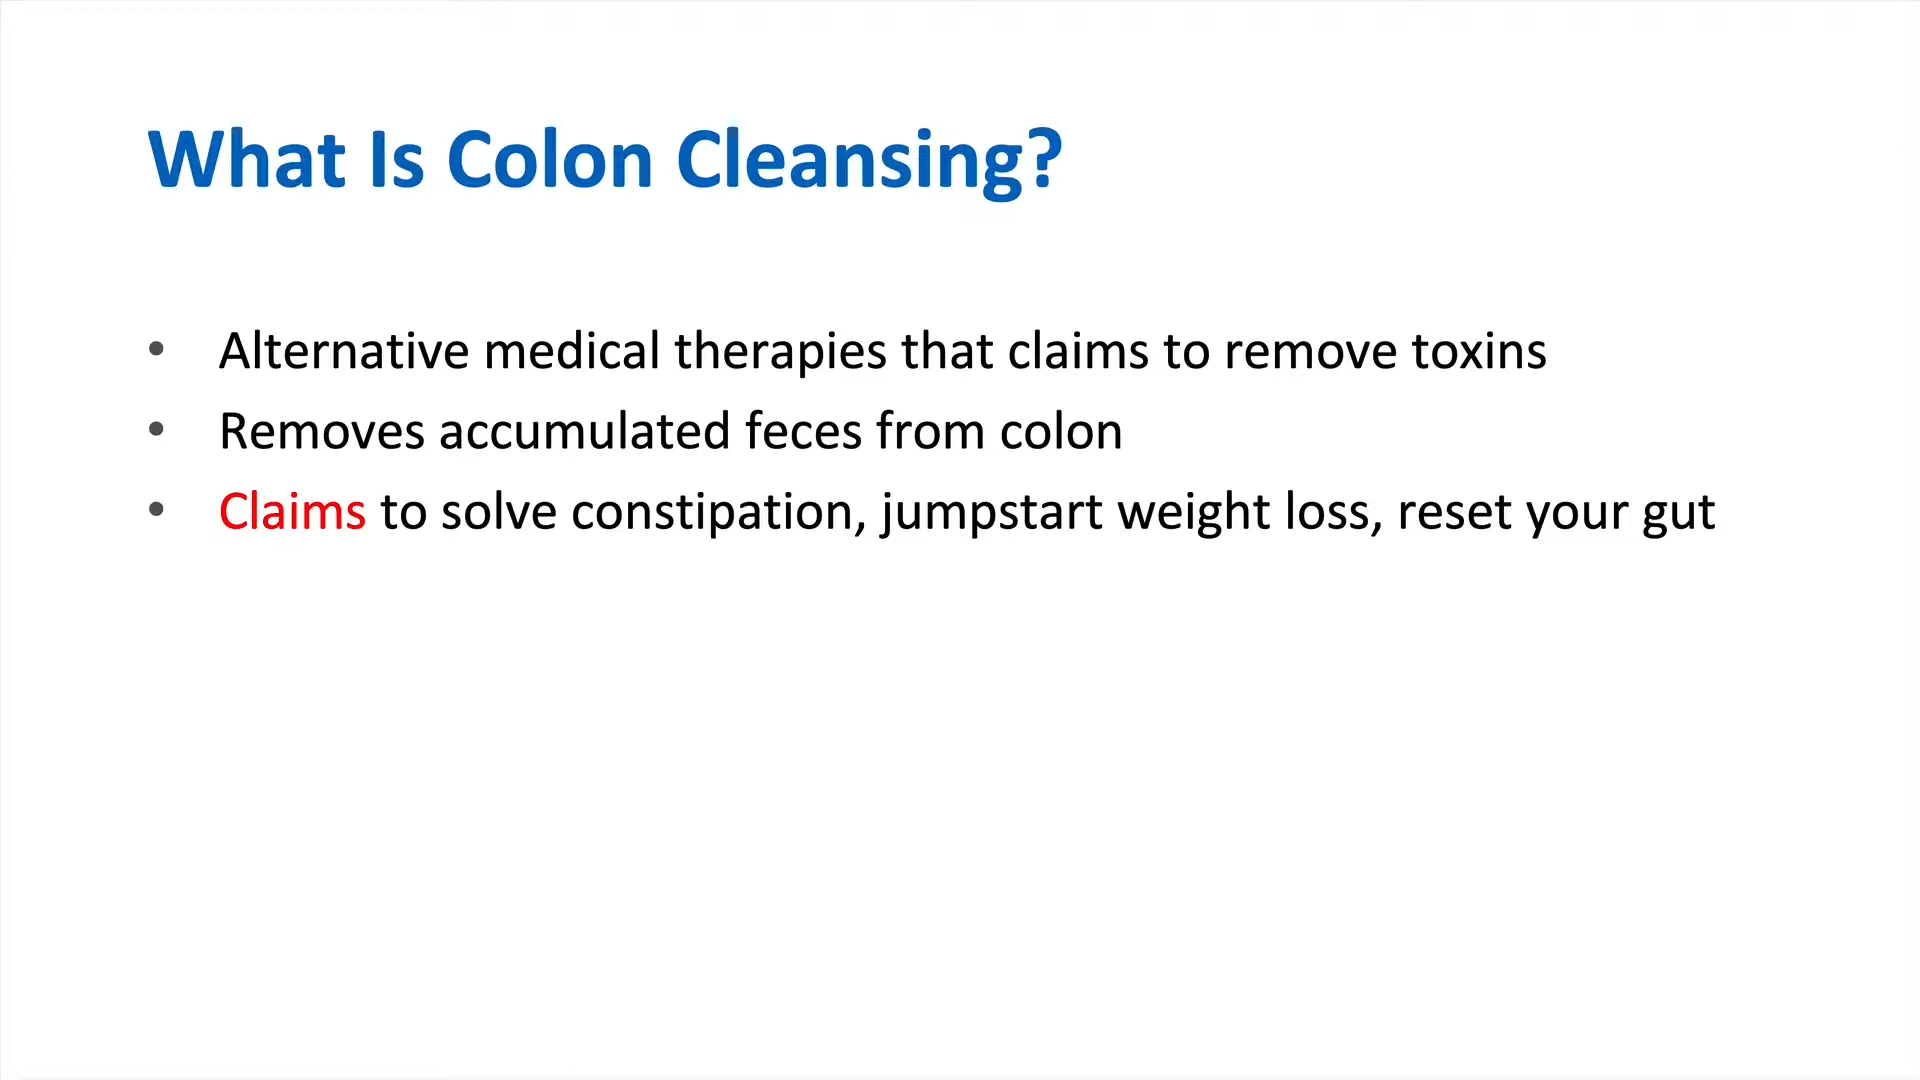 What Is Colon Cleansing?
• Alternative medical therapies that claims to remove toxins
• Removes accumulated feces from colon
• Claims to solve constipation, jumpstart weight loss, reset your gut